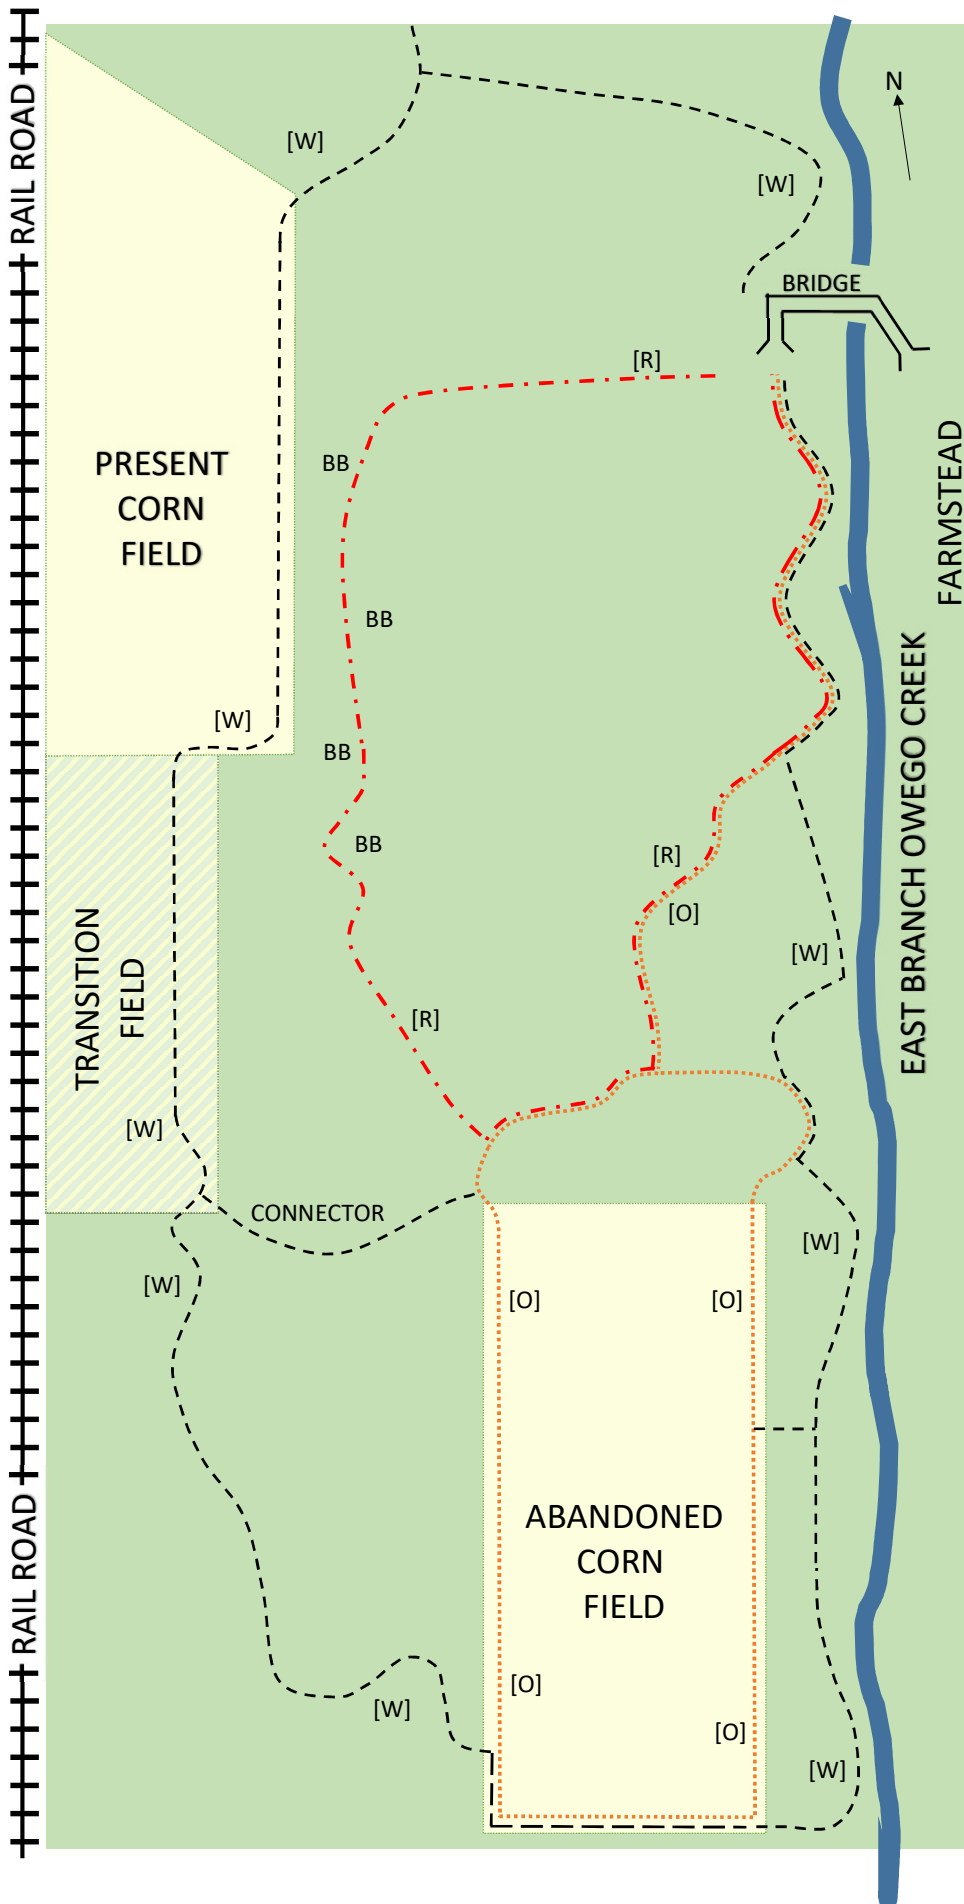 N
RAIL ROAD
[W]
[W]
BRIDGE
[R]
BB
PRESENT
CORN
FIELD
FARMSTEAD
BB
[W]
BB
BB
[R]
[O]
EAST BRANCH OWEGO CREEK
[W]
TRANSITION
FIELD
[R]
[W]
CONNECTOR
[W]
[W]
[O]
[O]
ABANDONED
CORN
FIELD
RAIL ROAD
[O]
[W]
[O]
[W]